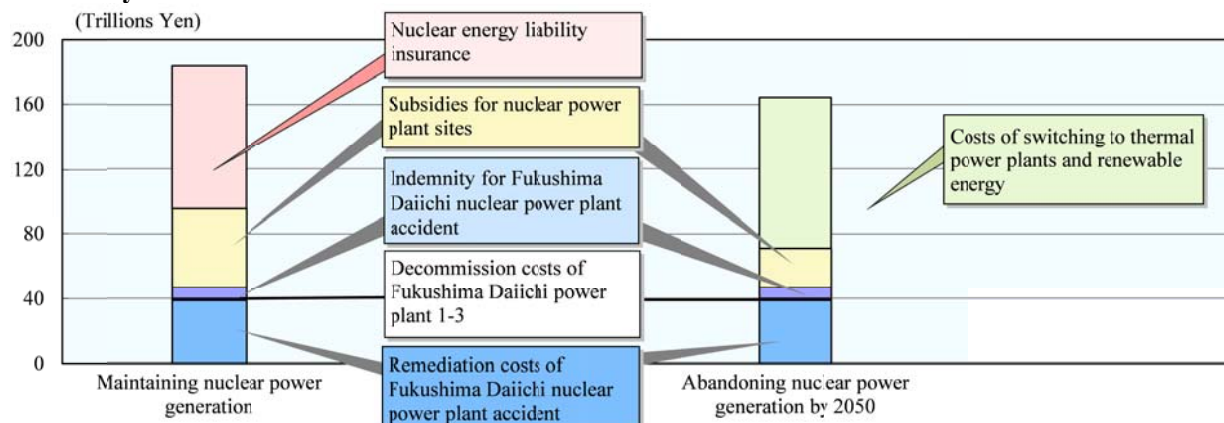 (Trillions Yen)
200
160
120
80
40
0
Nuclear energy liability
insurance
Subsidies for nuclear power
plant sites
Indemnity for Fukushima
Daiichi nuclear power plant
accident
Decommission costs of
Fukushima Daiichi power
plant 1-3
Remediation costs of
Fukushima Daiichi nuclear
power plant accident
Costs of switching to thermal
power plants and renewable
energy
Maintaining nuclear power
generation
Abandoning nuclear power
generation by 2050